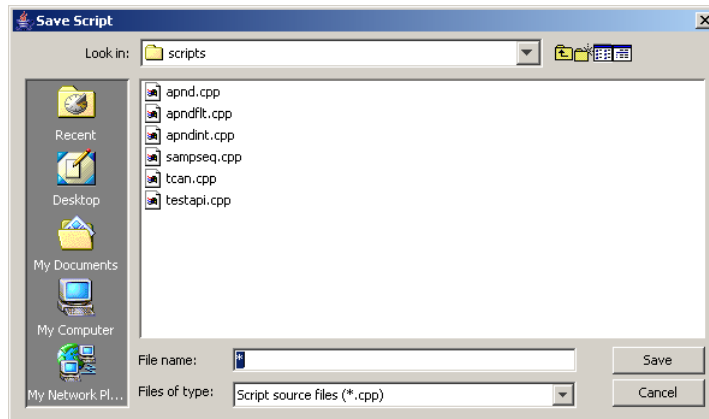 Save Script
Look in: scripts
Recent
Desktop
My Documents
My Computer
My Network Pl...
apnd.cpp
apndflt.cpp
apndint.cpp
sampseq.cpp
tcan.cpp
testapi.cpp
File name: * Save
Files of type: Script source files (*.cpp) Cancel